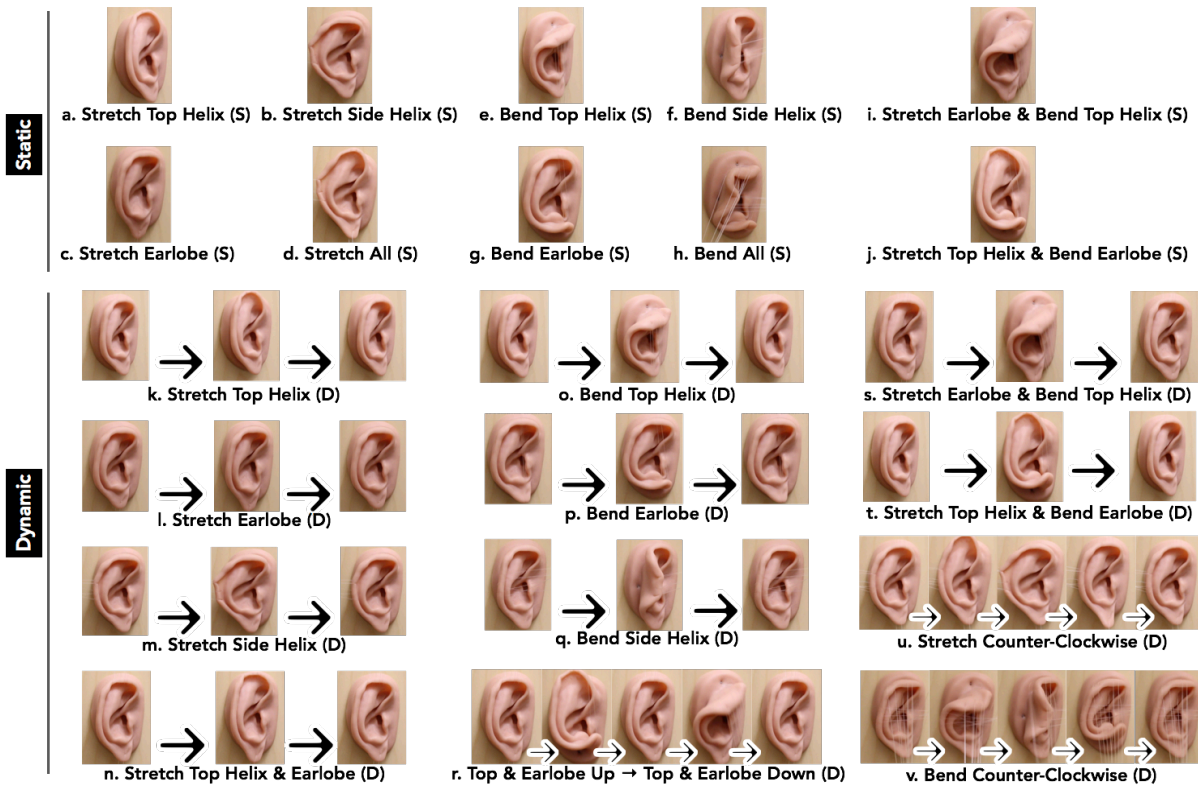 Static
a. Stretch Top Helix (S)
b. Stretch Side Helix (S)
e. Bend Top Helix (S)
f. Bend Side Helix (S)
i. Stretch Earlobe & Bend Top Helix (S)
c. Stretch Earlobe (S)
d. Stretch All (S)
g. Bend Earlobe (S)
h. Bend All (S)
j. Stretch Top Helix & Bend Earlobe (S)
Dynamic
k. Stretch Top Helix (D)
o. Bend Top Helix (D)
s. Stretch Earlobe & Bend Top Helix (D)
l. Stretch Earlobe (D)
p. Bend Earlobe (D)
t. Stretch Top Helix & Bend Earlobe (D)
m. Stretch Side Helix (D)
q. Bend Side Helix (D)
u. Stretch Counter-Clockwise (D)
n. Stretch Top Helix & Earlobe (D)
r. Top & Earlobe Up → Top & Earlobe Down (D)
v. Bend Counter-Clockwise (D)